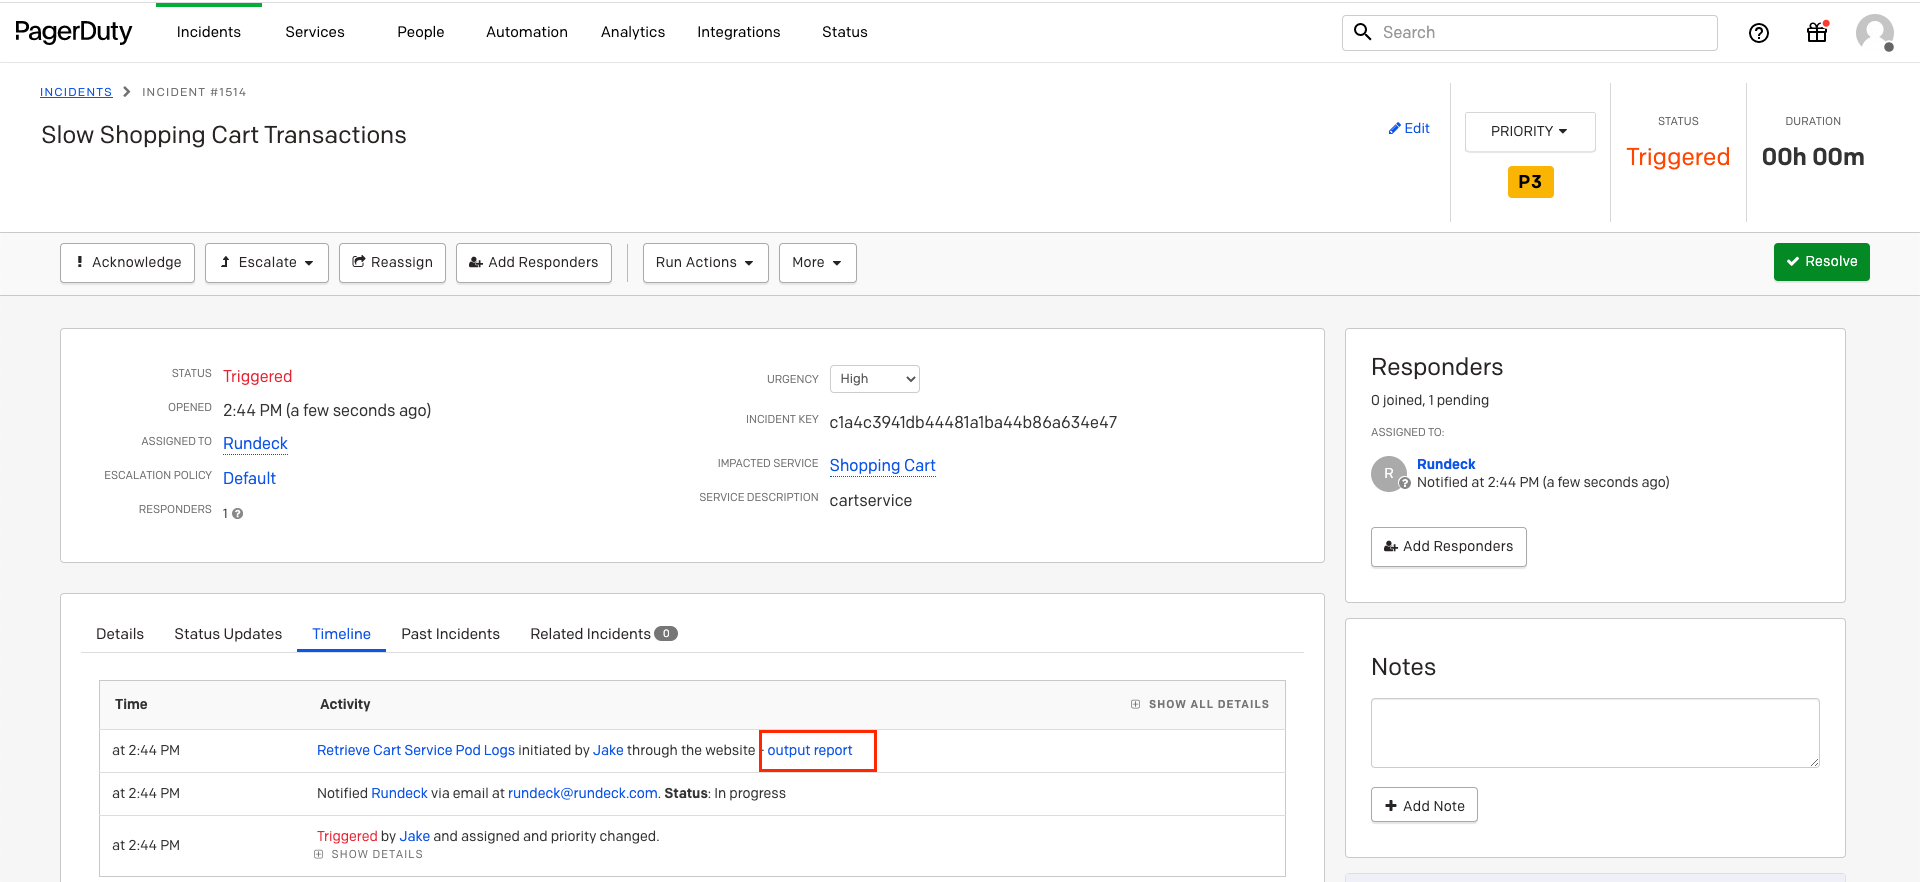 PagerDuty
Incidents Services People Automation Analytics Integrations Status
Search
INCIDENTS INCIDENT #1514
Slow Shopping Cart Transactions
Edit
PRIORITY
P3
STATUS
Triggered
DURATION
00h 00m
Acknowledge Escalate Reassign Add Responders Run Actions More Resolve
STATUS Triggered
OPENED 2:44 PM (a few seconds ago)
ASSIGNED TO Rundeck
ESCALATION POLICY Default
RESPONDERS 1
URGENCY High
INCIDENT KEY c1a4c3941db44481a1ba44b86a634e47
IMPACTED SERVICE Shopping Cart
SERVICE DESCRIPTION cartservice
Responders
0 joined, 1 pending
ASSIGNED TO:
R
Rundeck
Notified at 2:44 PM (a few seconds ago)
Add Responders
Details Status Updates Timeline Past Incidents Related Incidents 0
Time Activity SHOW ALL DETAILS
at 2:44 PM Retrieve Cart Service Pod Logs initiated by Jake through the website - output report
at 2:44 PM Notified Rundeck via email at rundeck@rundeck.com. Status: In progress
at 2:44 PM Triggered by Jake and assigned and priority changed.
SHOW DETAILS
Notes
Add Note